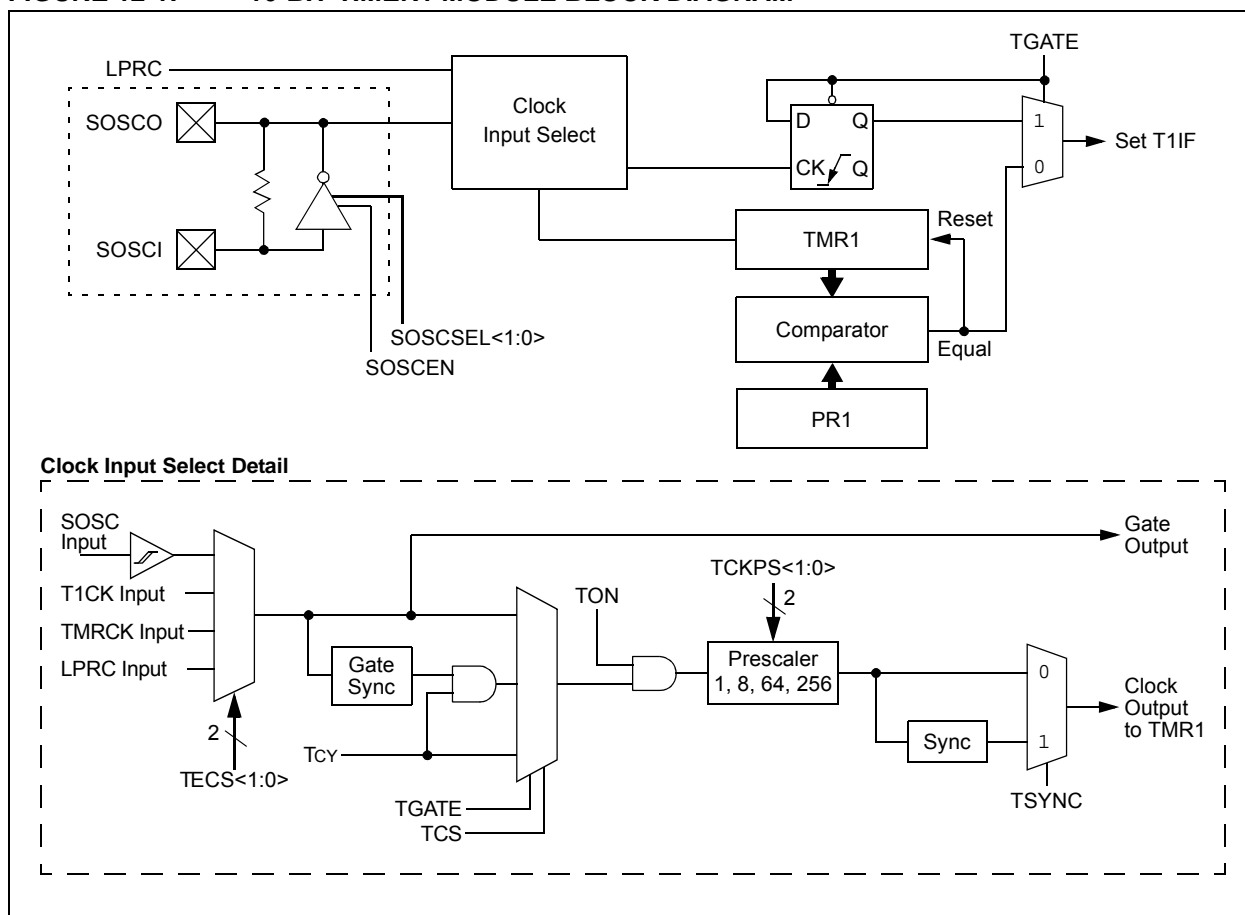 TGATE
LPRC
SOSCO
Clock
Input Select
D Q
CK Q
1
0
Set T1IF
SOSCI
TMR1
Reset
Comparator
Equal
PR1
SOSCSEL<1:0>
SOSCEN
Clock Input Select Detail
SOSC
Input
T1CK Input
TMRCK Input
LPRC Input
2
TECS<1:0>
Gate
Sync
TCY
TGATE
TCS
TON
TCKPS<1:0>
2
Prescaler
1, 8, 64, 256
Sync
0
1
TSYNC
Gate
Output
Clock
Output
to TMR1